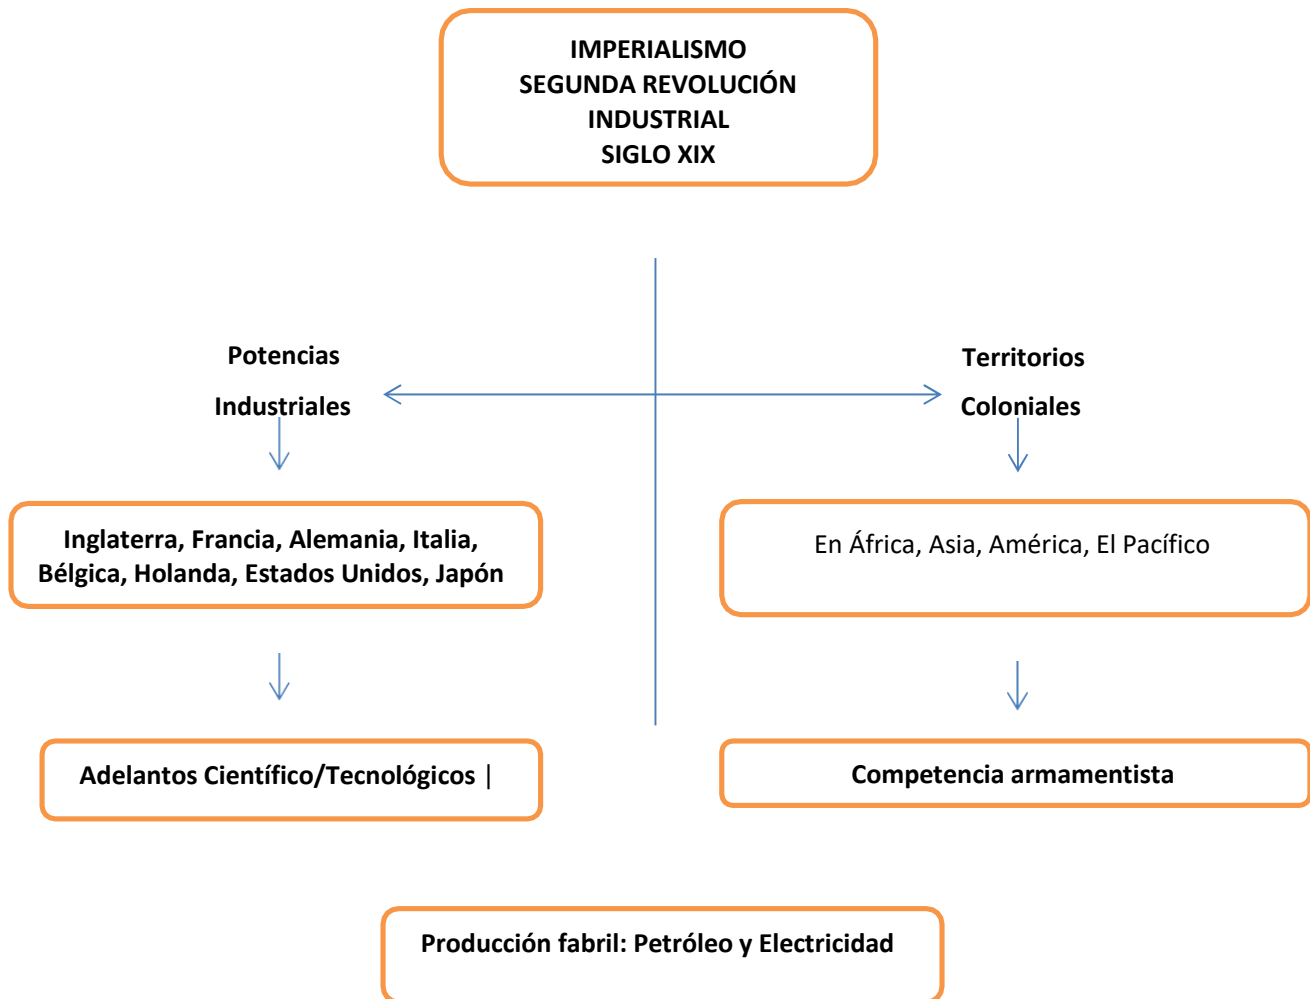 IMPERIALISMO
SEGUNDA REVOLUCIÓN
INDUSTRIAL
SIGLO XIX
Potencias
Industriales
Territorios
Coloniales
Inglaterra, Francia, Alemania, Italia,
Bélgica, Holanda, Estados Unidos, Japón
En África, Asia, América, El Pacífico
Adelantos Científico/Tecnológicos |
Competencia armamentista
Producción fabril: Petróleo y Electricidad